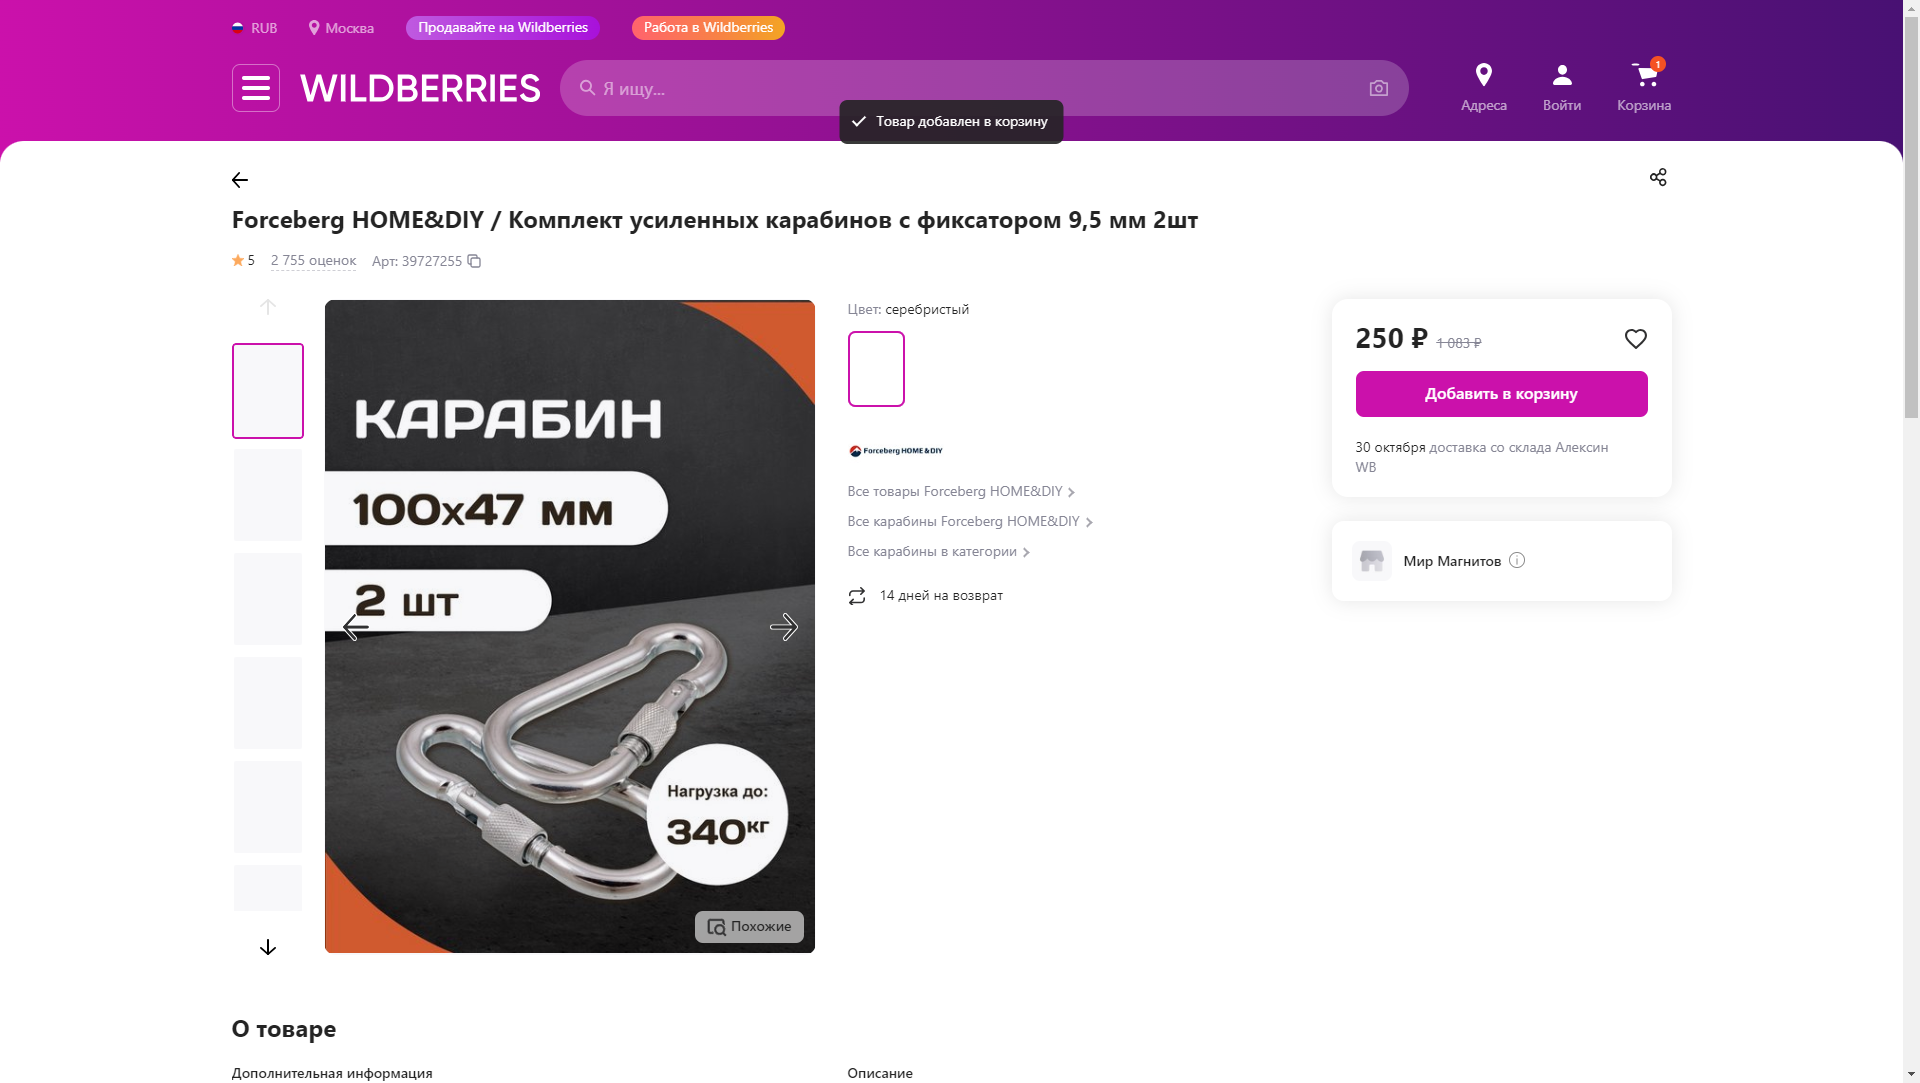 RUB
Москва
Продавайте на Wildberries
Работа в Wildberries
WILDBERRIES
Я ищу...
Адреса
Войти
1
Корзина
Товар добавлен в корзину
Forceberg HOME&DIY / Комплект усиленных карабинов с фиксатором 9,5 мм 2шт
5
2 755 оценок
Арт: 39727255
КАРАБИН
100х47 мм
2 шт
Нагрузка до:
340кг
Похожие
Цвет: серебристый
Forceberg HOME & DIY
Все товары Forceberg HOME&DIY
Все карабины Forceberg HOME&DIY
Все карабины в категории
14 дней на возврат
250 ₽ 1 083 ₽
Добавить в корзину
30 октября доставка со склада Алексин
WB
Мир Магнитов
О товаре
Дополнительная информация
Описание